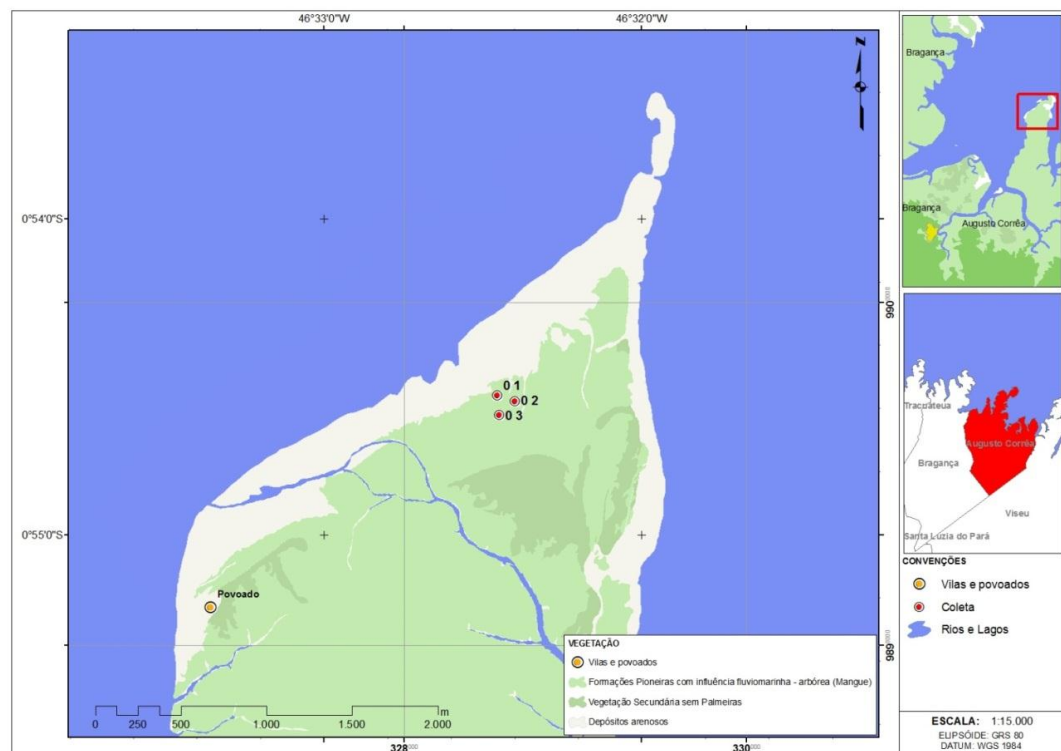 46°33'0"W
46°32'0"W
N
0°54'0"S
0°55'0"S
990
989
328
330
0 1
0 2
0 3
Povoado
0
500
1.000
1.500
2.000
m
VEGETAÇÃO
Vilas e povoados
Formações Pioneiras com influência fluviomarinha - arbórea (Mangue)
Vegetação Secundária sem Palmeiras
Depósitos arenosos
Bragança
Bragança
Augusto Corrêa
Tracuateua
Augusto Corrêa
Bragança
Viseu
Santa Luzia do Pará
CONVENÇÕES
Vilas e povoados
Coleta
Rios e Lagos
ESCALA: 1:15.000
ELIPSÓIDE: GRS 80
DATUM: WGS 1984